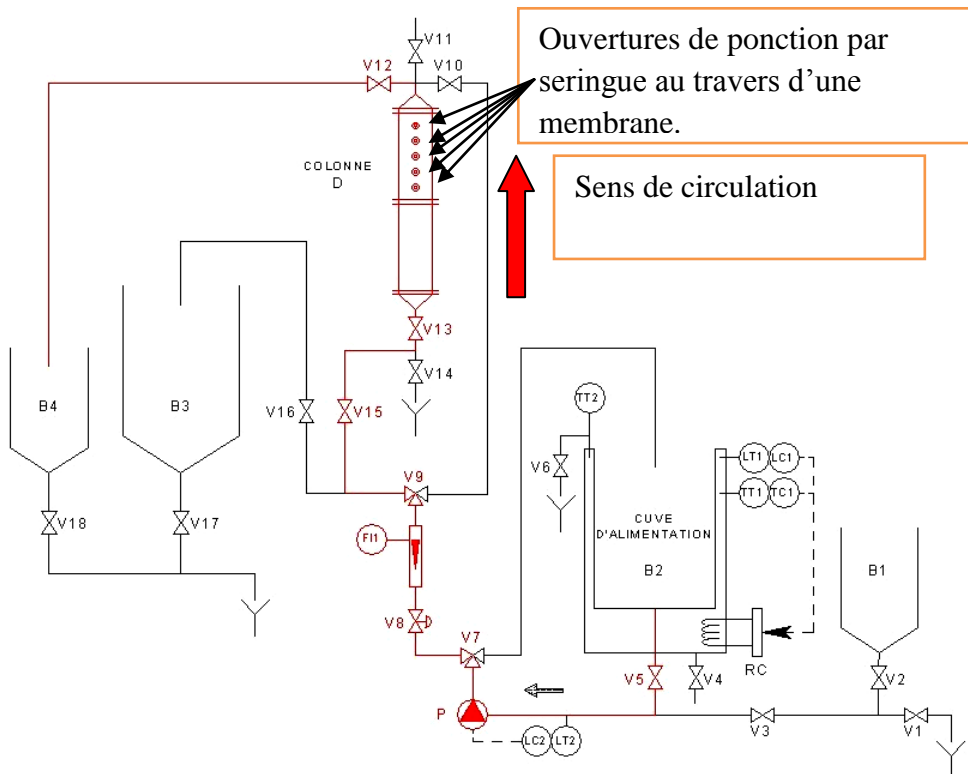 V11
V12
V10
Ouvertures de ponction par
seringue au travers d’une
membrane.
COLONNE
D
Sens de circulation
V13
V14
B4
B3
V16
V15
TT2
V6
LT1
LC1
TT1
TC1
V9
V18
V17
CUVE
D'ALIMENTATION
B2
B1
FI1
V8
V7
RC
V5
V4
V2
P
V3
V1
LC2
LT2